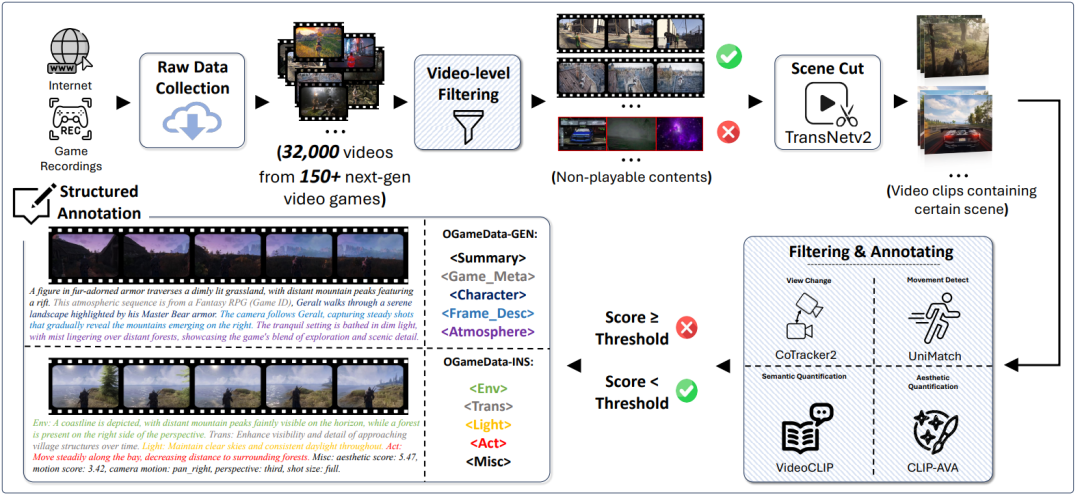 WWW
Internet
REC
Game
Recordings
Raw Data
Collection
...
(32,000 videos
from 150+ next-gen
video games)
Video-level
Filtering
...
...
(Non-playable contents)
Scene Cut
TransNetv2
...
(Video clips containing
certain scene)
Structured
Annotation
A figure in fur-adorned armor traverses a dimly lit grassland, with distant mountain peaks featuring
a rift. This atmospheric sequence is from a Fantasy RPG (Game ID), Geralt walks through a serene
landscape highlighted by his Master Bear armor. The camera follows Geralt, capturing steady shots
that gradually reveal the mountains emerging on the right. The tranquil setting is bathed in dim light,
with mist lingering over distant forests, showcasing the game's blend of exploration and scenic detail.
OGameData-GEN:
<Summary>
<Game_Meta>
<Character>
<Frame_Desc>
<Atmosphere>
Env: A coastline is depicted, with distant mountain peaks faintly visible on the horizon, while a forest
is present on the right side of the perspective. Trans: Enhance visibility and detail of approaching
village structures over time. Light: Maintain clear skies and consistent daylight throughout. Act:
Move steadily along the bay, decreasing distance to surrounding forests. Misc: aesthetic score: 5.47,
motion score: 3.42, camera motion: pan_right, perspective: third, shot size: full.
OGameData-INS:
<Env>
<Trans>
<Light>
<Act>
<Misc>
Score ≥
Threshold
Score <
Threshold
Filtering & Annotating
View Change
CoTracker2
Movement Detect
UniMatch
Semantic Quantification
VideoCLIP
Aesthetic
Quantification
CLIP-AVA